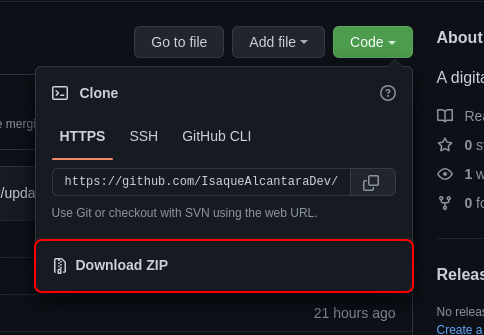 Go to file
Add file
Code
About
A digita
Clone
HTTPS
SSH
GitHub CLI
https://github.com/IsaqueAlcantaraDev/
Use Git or checkout with SVN using the web URL.
Download ZIP
21 hours ago
e mergi
/upda
Rea
0 s
1 w
0 fo
Releas
No releas
Create a